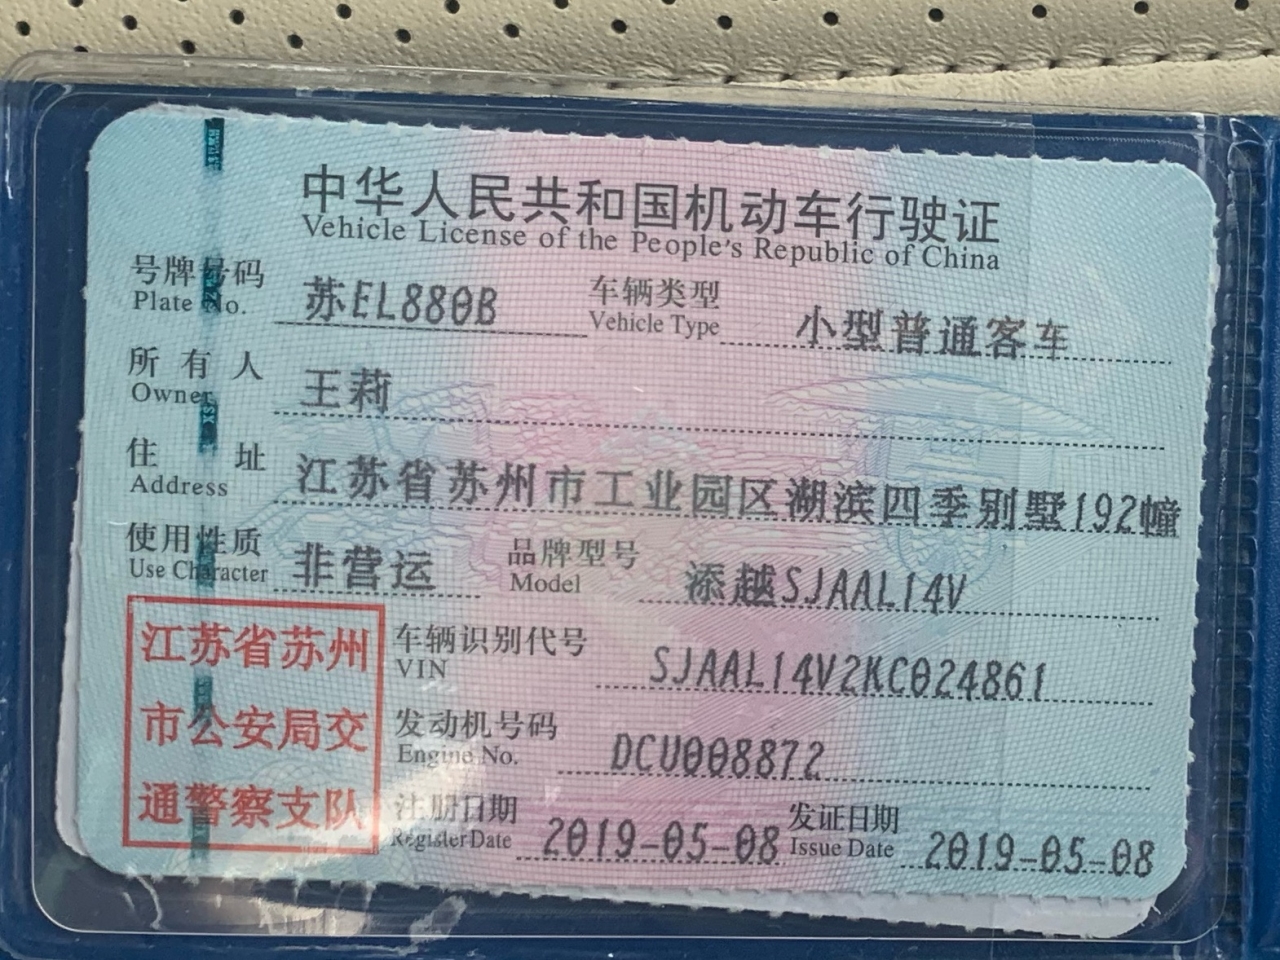 中华人民共和国机动车行驶证
Vehicle License of the People's Republic of China
号牌号码 苏EL880B 车辆类型 小型普通客车
Plate No. Vehicle Type
所有人 王莉
Owner
住址 江苏省苏州市工业园区湖滨四季别墅192幢
Address
使用性质 非营运 品牌型号 添越SJAAL14V
Use Character Model
江苏省苏州
市公安局交
通警察支队
车辆识别代号 SJAAL14V2KC024861
VIN
发动机号码 DCU008872
Engine No.
注册日期 2019-05-08 发证日期 2019-05-08
Register Date Issue Date